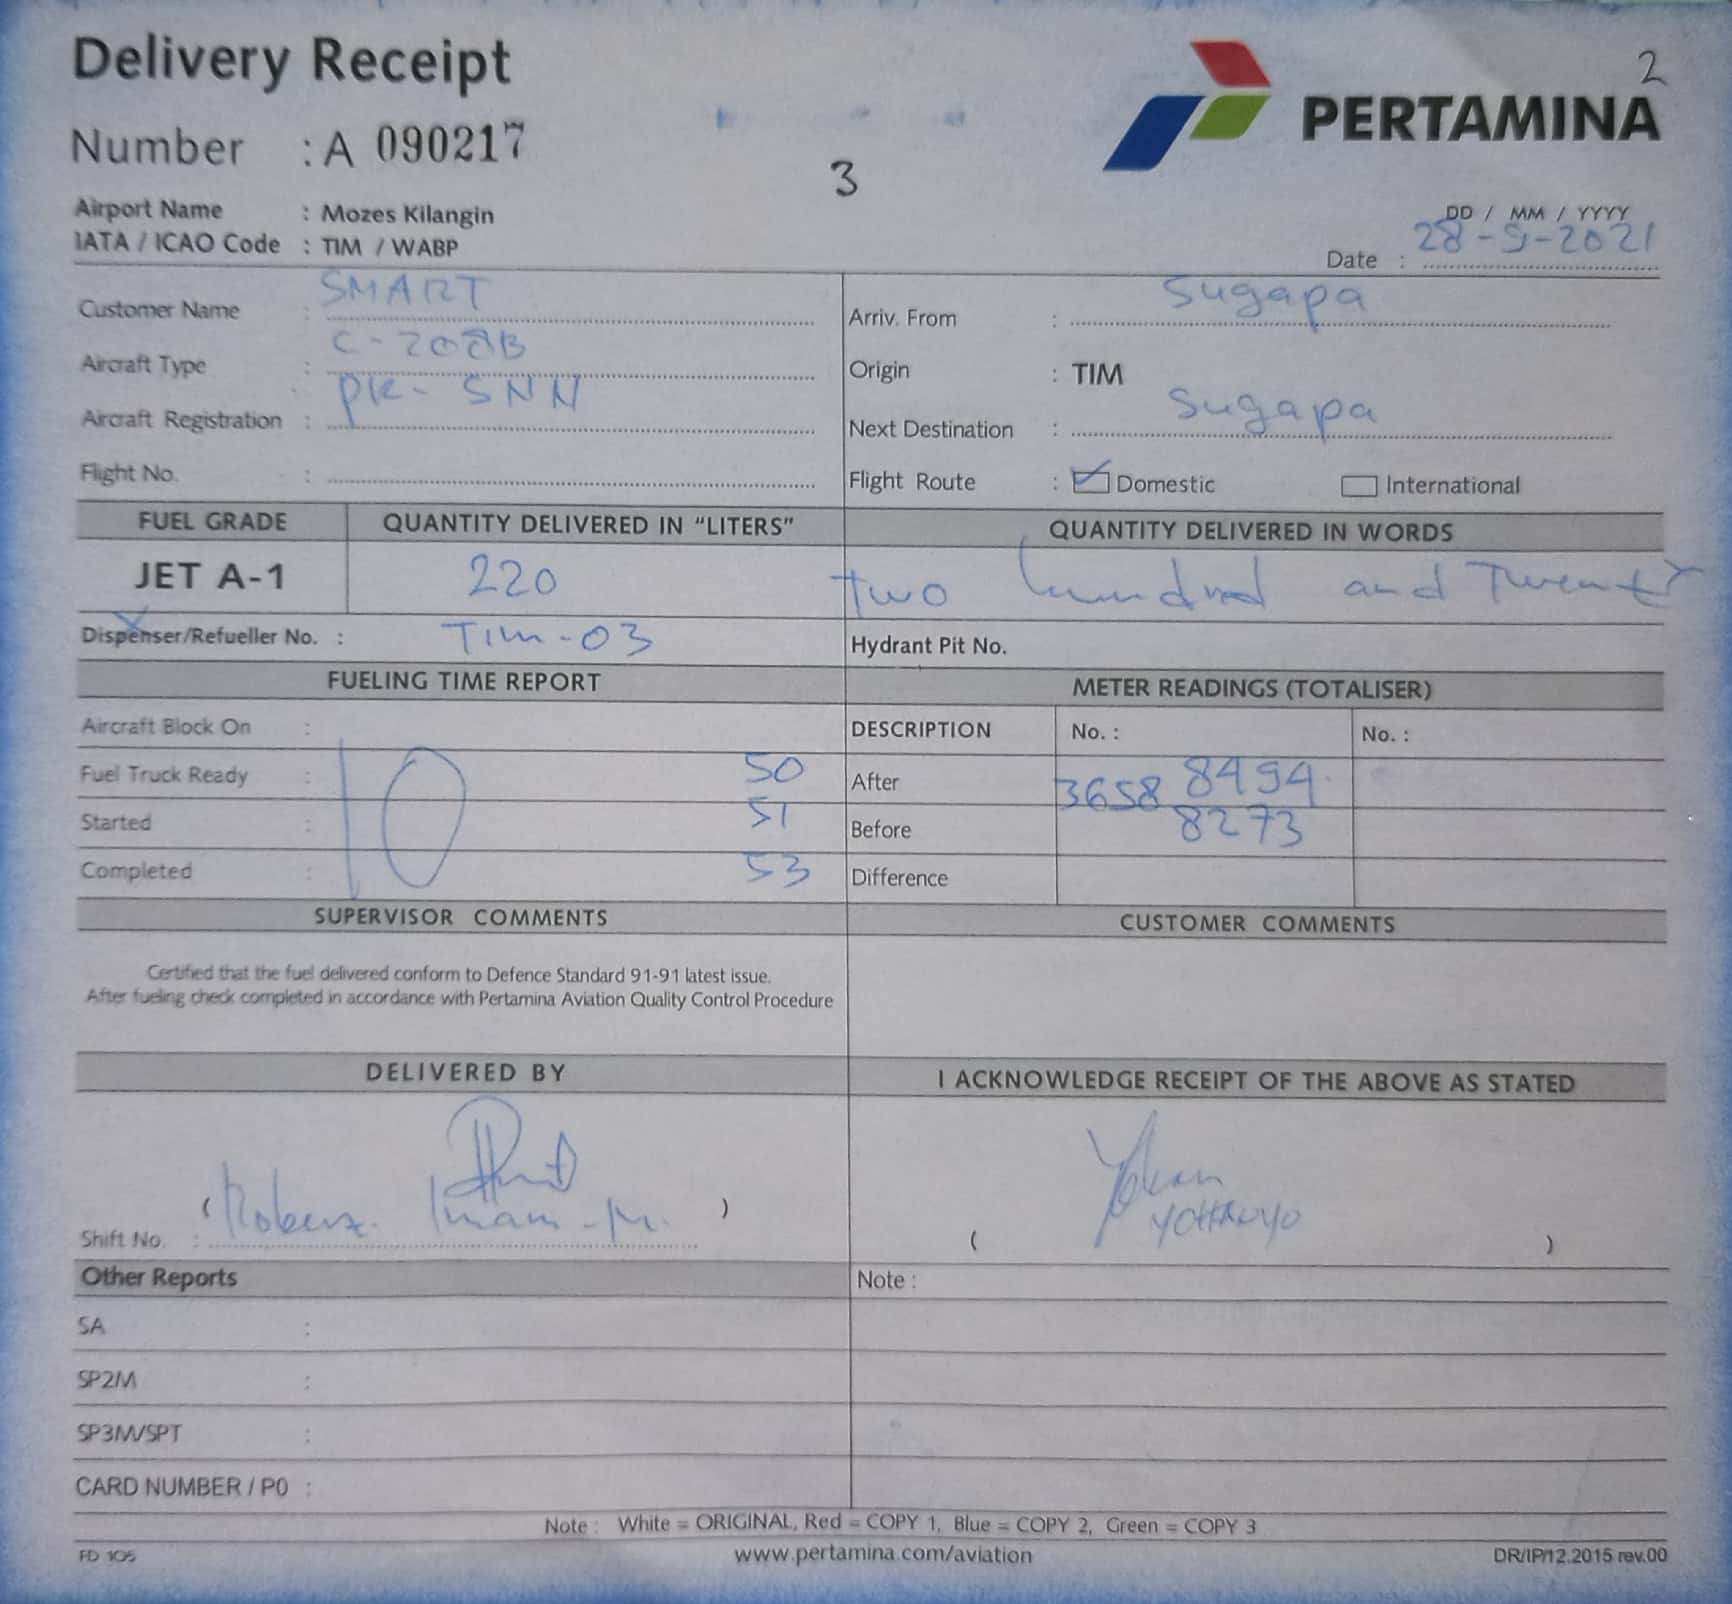 Delivery Receipt
2
PERTAMINA
Number : A 090217
3
Airport Name : Mozes Kilangin
IATA / ICAO Code : TIM / WABP
DD / MM / YYYY
Date : 28-9-2021
Customer Name : SMART
Arriv. From : Sugapa
Aircraft Type : C-208B
Origin : TIM
Aircraft Registration : PK-SNN
Next Destination : Sugapa
Flight No. :
Flight Route : Domestic International
FUEL GRADE QUANTITY DELIVERED IN "LITERS" QUANTITY DELIVERED IN WORDS
JET A-1 220 Two hundred and Twenty
Dispenser/Refueller No. : TIM-03 Hydrant Pit No.
FUELING TIME REPORT METER READINGS (TOTALISER)
Aircraft Block On : DESCRIPTION No. : No. :
Fuel Truck Ready : 10 50 After 3658 8494
Started : 51 Before 8273
Completed : 53 Difference
SUPERVISOR COMMENTS CUSTOMER COMMENTS
Certified that the fuel delivered conform to Defence Standard 91-91 latest issue.
After fueling check completed in accordance with Pertamina Aviation Quality Control Procedure
DELIVERED BY I ACKNOWLEDGE RECEIPT OF THE ABOVE AS STATED
( Imam. M. )
Shift No. :
( )
Other Reports Note :
SA :
SP2M :
SP3M/SPT :
CARD NUMBER / P0 :
Note : White = ORIGINAL, Red = COPY 1, Blue = COPY 2, Green = COPY 3
FD 105 www.pertamina.com/aviation DR/IP/12.2015 rev.00